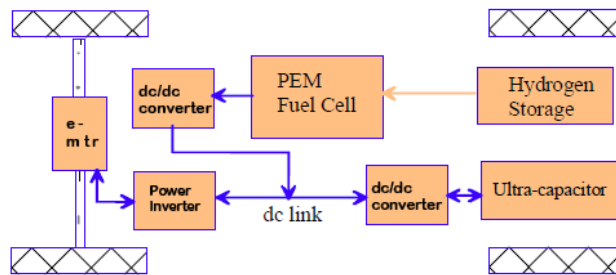 PEM
Fuel Cell
Hydrogen
Storage
dc/dc
converter
e-
m tr
Power
Inverter
dc link
dc/dc
converter
Ultra-capacitor